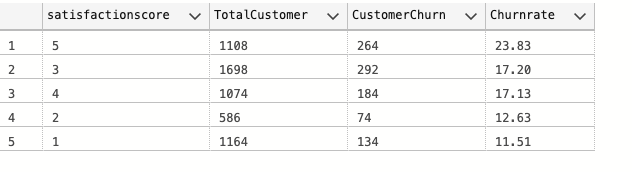 satisfactionscore TotalCustomer CustomerChurn Churnrate
1 5 1108 264 23.83
2 3 1698 292 17.20
3 4 1074 184 17.13
4 2 586 74 12.63
5 1 1164 134 11.51